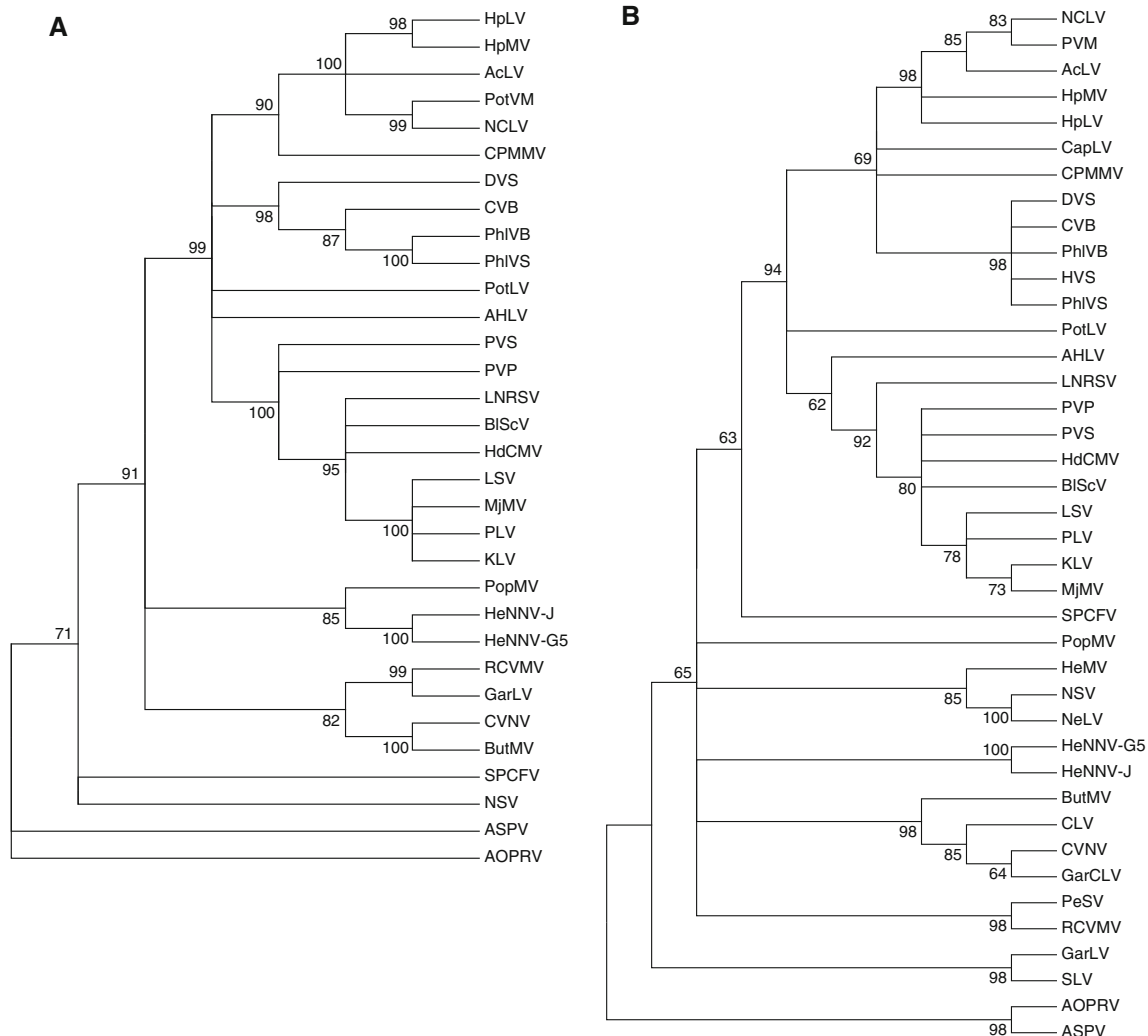 A
98
HpLV
HpMV
100
AcLV
90
PotVM
99
NCLV
CPMMV
DVS
98
CVB
87
PhlVB
99
100
PhlVS
PotLV
AHLV
PVS
PVP
100
LNRSV
BlScV
95
HdCMV
91
LSV
MjMV
100
PLV
KLV
PopMV
85
HeNNV-J
71
100
HeNNV-G5
99
RCVMV
82
GarLV
CVNV
100
ButMV
SPCFV
NSV
ASPV
AOPRV
B
83
NCLV
85
PVM
98
AcLV
HpMV
HpLV
69
CapLV
CPMMV
DVS
CVB
PhlVB
98
HVS
94
PhlVS
PotLV
AHLV
62
LNRSV
92
PVP
PVS
63
HdCMV
80
BlScV
LSV
78
PLV
KLV
73
MjMV
SPCFV
PopMV
65
HeMV
85
NSV
100
NeLV
100
HeNNV-G5
HeNNV-J
ButMV
98
CLV
85
CVNV
64
GarCLV
PeSV
98
RCVMV
GarLV
98
SLV
AOPRV
98
ASPV